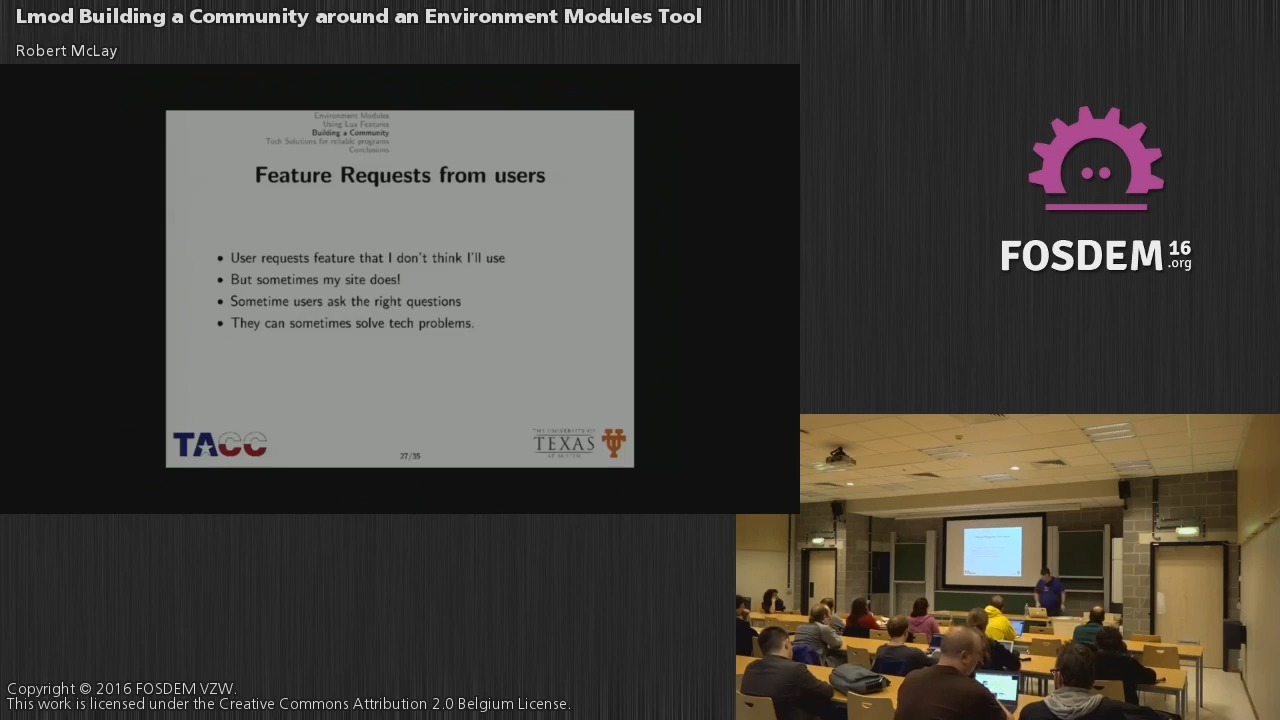 Lmod Building a Community around an Environment Modules Tool
Robert McLay
Environment Modules
Using Lua Features
Building a Community
Tech Solutions for reliable programs
Conclusions
Feature Requests from users
• User requests feature that I don't think I'll use
• But sometimes my site does!
• Sometime users ask the right questions
• They can sometimes solve tech problems.
TACC
27/35
THE UNIVERSITY OF
TEXAS
AT AUSTIN
FOSDEM 16
.org
Copyright © 2016 FOSDEM VZW.
This work is licensed under the Creative Commons Attribution 2.0 Belgium License.